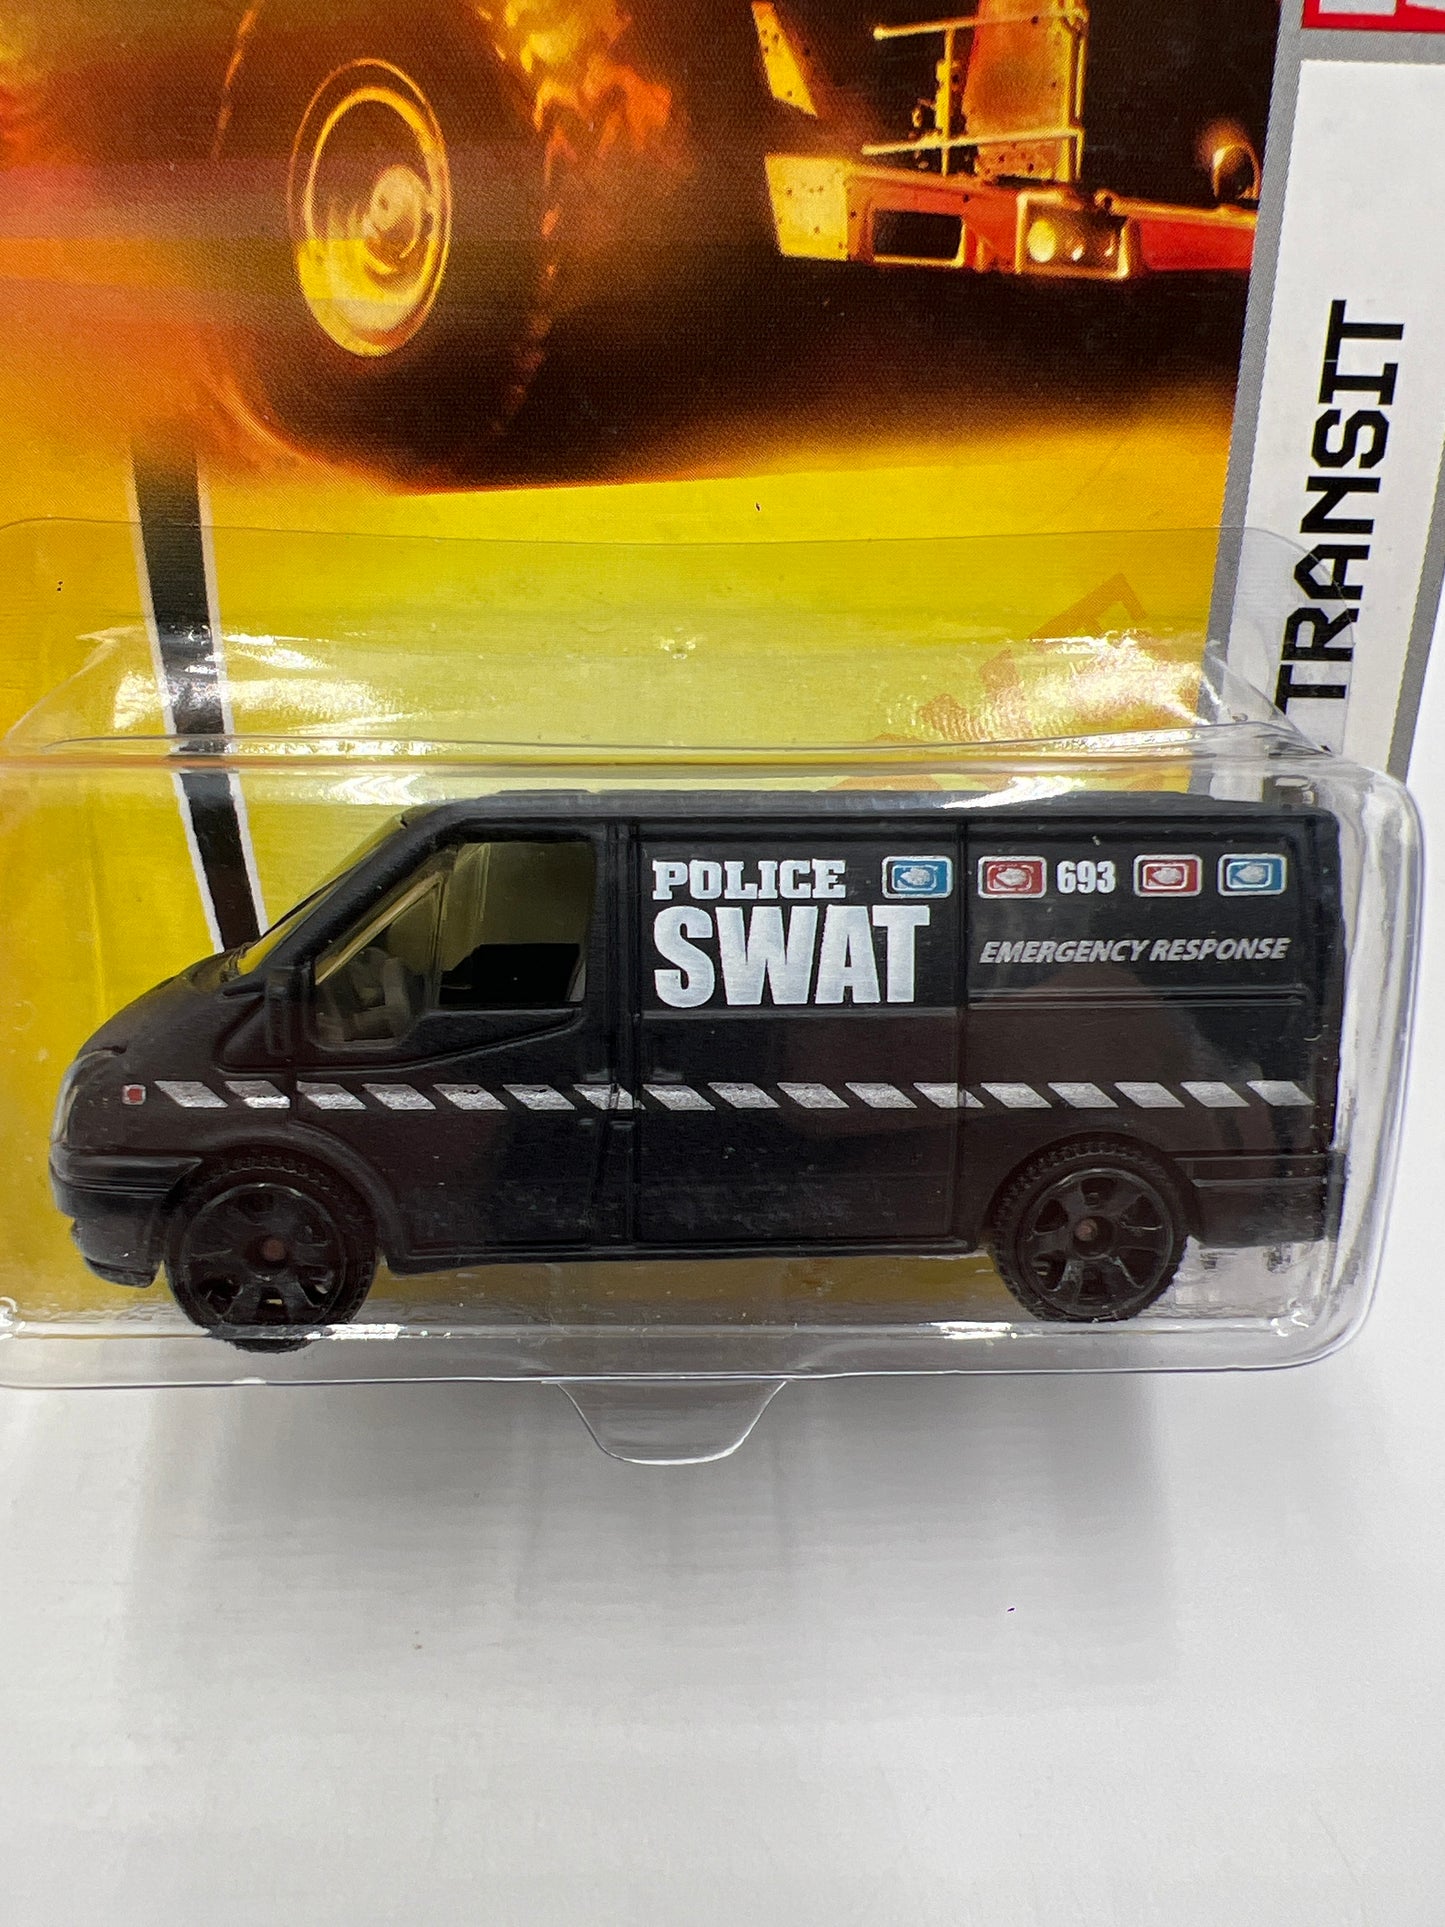 TRANSIT
POLICE
SWAT
693
EMERGENCY RESPONSE